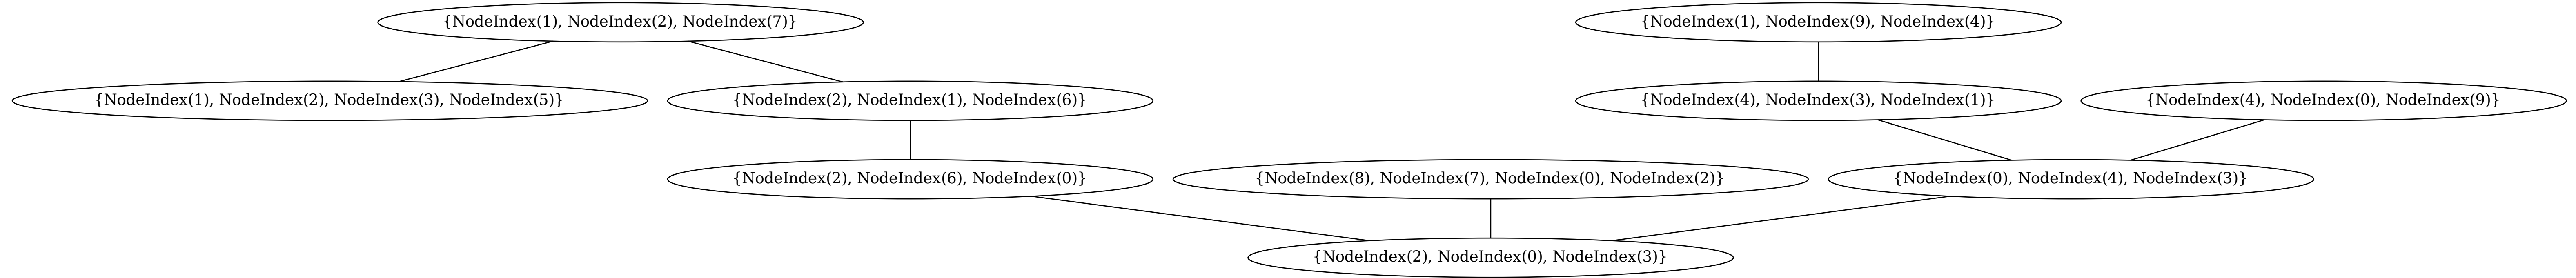 {NodeIndex(1), NodeIndex(2), NodeIndex(7)}
{NodeIndex(1), NodeIndex(9), NodeIndex(4)}
{NodeIndex(1), NodeIndex(2), NodeIndex(3), NodeIndex(5)}
{NodeIndex(2), NodeIndex(1), NodeIndex(6)}
{NodeIndex(4), NodeIndex(3), NodeIndex(1)}
{NodeIndex(4), NodeIndex(0), NodeIndex(9)}
{NodeIndex(2), NodeIndex(6), NodeIndex(0)}
{NodeIndex(8), NodeIndex(7), NodeIndex(0), NodeIndex(2)}
{NodeIndex(0), NodeIndex(4), NodeIndex(3)}
{NodeIndex(2), NodeIndex(0), NodeIndex(3)}